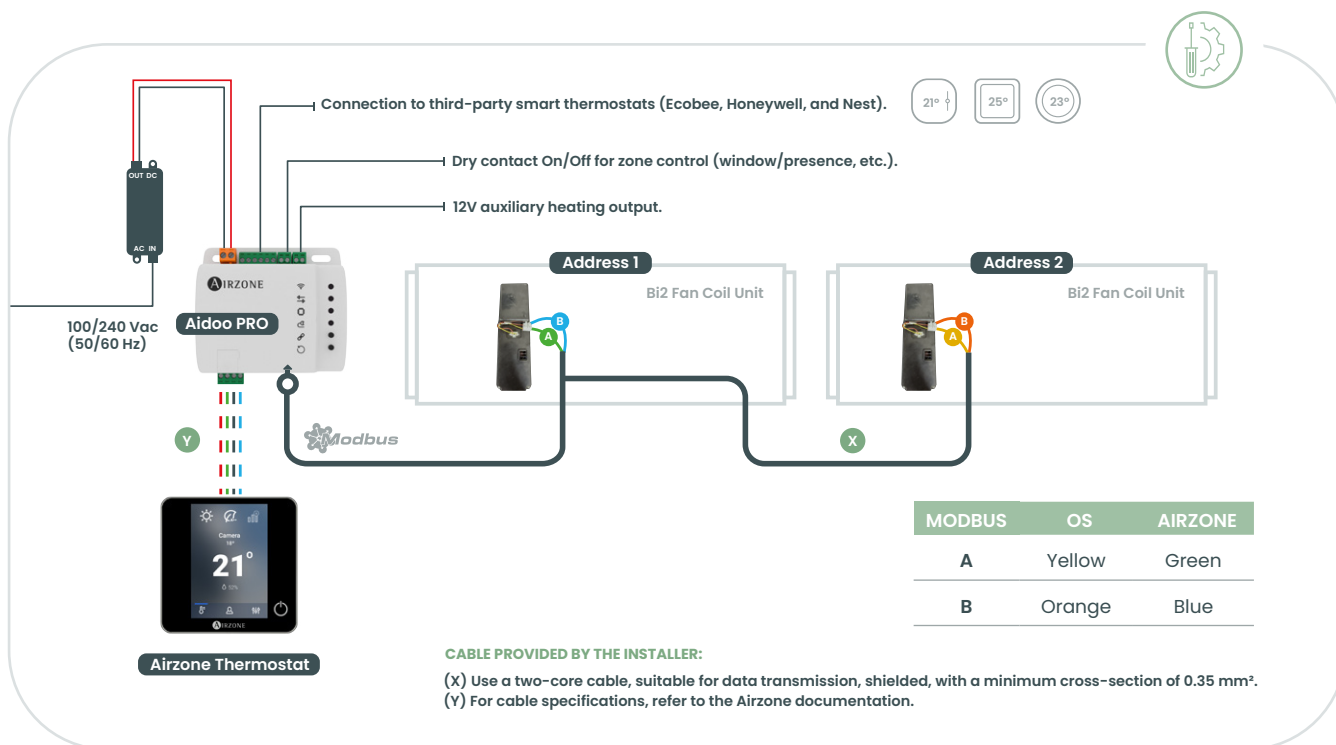 Connection to third-party smart thermostats (Ecobee, Honeywell, and Nest).
21°
25°
23°
Dry contact On/Off for zone control (window/presence, etc.).
12V auxiliary heating output.
OUT DC
AC IN
100/240 Vac
(50/60 Hz)
AIRZONE
Aidoo PRO
Address 1
Bi2 Fan Coil Unit
B
A
Address 2
Bi2 Fan Coil Unit
B
A
Y
Modbus
X
Camera
21°
AIRZONE
Airzone Thermostat
MODBUS OS AIRZONE
A Yellow Green
B Orange Blue
CABLE PROVIDED BY THE INSTALLER:
(X) Use a two-core cable, suitable for data transmission, shielded, with a minimum cross-section of 0.35 mm².
(Y) For cable specifications, refer to the Airzone documentation.